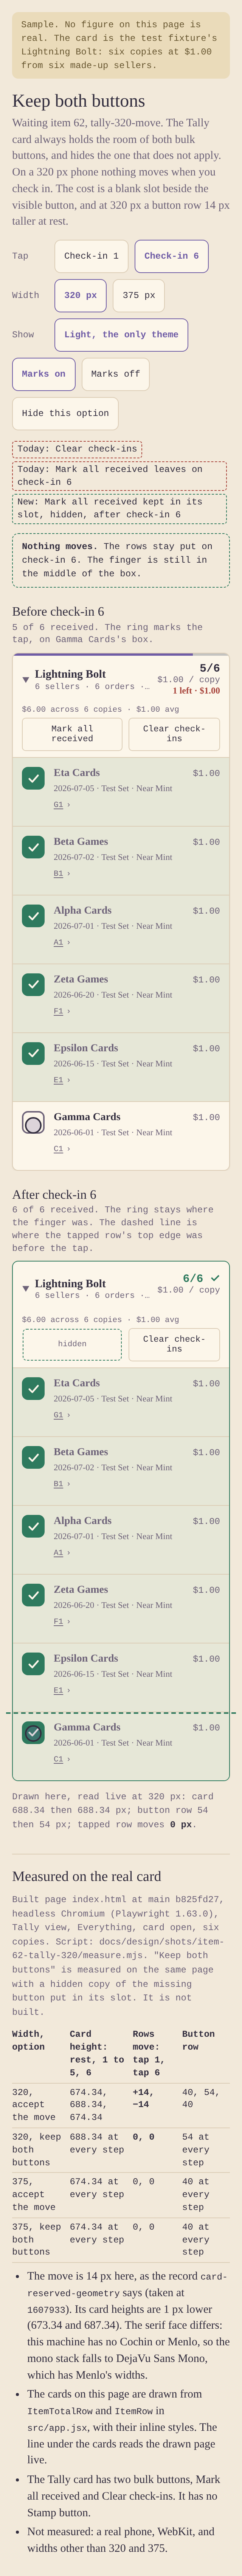 Sample. No figure on this page is
real. The card is the test fixture's
Lightning Bolt: six copies at $1.00
from six made-up sellers.
Keep both buttons
Waiting item 62, tally-320-move. The Tally
card always holds the room of both bulk
buttons, and hides the one that does not apply.
On a 320 px phone nothing moves when you
check in. The cost is a blank slot beside the
visible button, and at 320 px a button row 14 px
taller at rest.
Tap Check-in 1 Check-in 6
Width 320 px 375 px
Show Light, the only theme
Marks on Marks off
Hide this option
Today: Clear check-ins
Today: Mark all received leaves on
check-in 6
New: Mark all received kept in its
slot, hidden, after check-in 6
Nothing moves. The rows stay put on
check-in 6. The finger is still in
the middle of the box.
Before check-in 6
5 of 6 received. The ring marks the
tap, on Gamma Cards's box.
▼ Lightning Bolt 5/6
6 sellers · 6 orders ·… $1.00 / copy
1 left · $1.00
$6.00 across 6 copies · $1.00 avg
Mark all
received
Clear check-
ins
Eta Cards $1.00
2026-07-05 · Test Set · Near Mint
G1 ›
Beta Games $1.00
2026-07-02 · Test Set · Near Mint
B1 ›
Alpha Cards $1.00
2026-07-01 · Test Set · Near Mint
A1 ›
Zeta Games $1.00
2026-06-20 · Test Set · Near Mint
F1 ›
Epsilon Cards $1.00
2026-06-15 · Test Set · Near Mint
E1 ›
Gamma Cards $1.00
2026-06-01 · Test Set · Near Mint
C1 ›
After check-in 6
6 of 6 received. The ring stays where
the finger was. The dashed line is
where the tapped row's top edge was
before the tap.
▼ Lightning Bolt 6/6 ✓
6 sellers · 6 orders ·… $1.00 / copy
$6.00 across 6 copies · $1.00 avg
hidden
Clear check-
ins
Eta Cards $1.00
2026-07-05 · Test Set · Near Mint
G1 ›
Beta Games $1.00
2026-07-02 · Test Set · Near Mint
B1 ›
Alpha Cards $1.00
2026-07-01 · Test Set · Near Mint
A1 ›
Zeta Games $1.00
2026-06-20 · Test Set · Near Mint
F1 ›
Epsilon Cards $1.00
2026-06-15 · Test Set · Near Mint
E1 ›
Gamma Cards $1.00
2026-06-01 · Test Set · Near Mint
C1 ›
Drawn here, read live at 320 px: card
688.34 then 688.34 px; button row 54
then 54 px; tapped row moves 0 px.
Measured on the real card
Built page index.html at main b825fd27,
headless Chromium (Playwright 1.63.0),
Tally view, Everything, card open, six
copies. Script: docs/design/shots/item-
62-tally-320/measure.mjs. "Keep both
buttons" is measured on the same page
with a hidden copy of the missing
button put in its slot. It is not
built.
Width, option | Card height: rest, 1 to 5, 6 | Rows move: tap 1, tap 6 | Button row
320, accept the move | 674.34, 688.34, 674.34 | +14, −14 | 40, 54, 40
320, keep both buttons | 688.34 at every step | 0, 0 | 54 at every step
375, accept the move | 674.34 at every step | 0, 0 | 40 at every step
375, keep both buttons | 674.34 at every step | 0, 0 | 40 at every step
• The move is 14 px here, as the record card-
reserved-geometry says (taken at
1607933). Its card heights are 1 px lower
(673.34 and 687.34). The serif face differs:
this machine has no Cochin or Menlo, so the
mono stack falls to DejaVu Sans Mono,
which has Menlo's widths.
• The cards on this page are drawn from
ItemTotalRow and ItemRow in
src/app.jsx, with their inline styles. The
line under the cards reads the drawn page
live.
• The Tally card has two bulk buttons, Mark
all received and Clear check-ins. It has no
Stamp button.
• Not measured: a real phone, WebKit, and
widths other than 320 and 375.